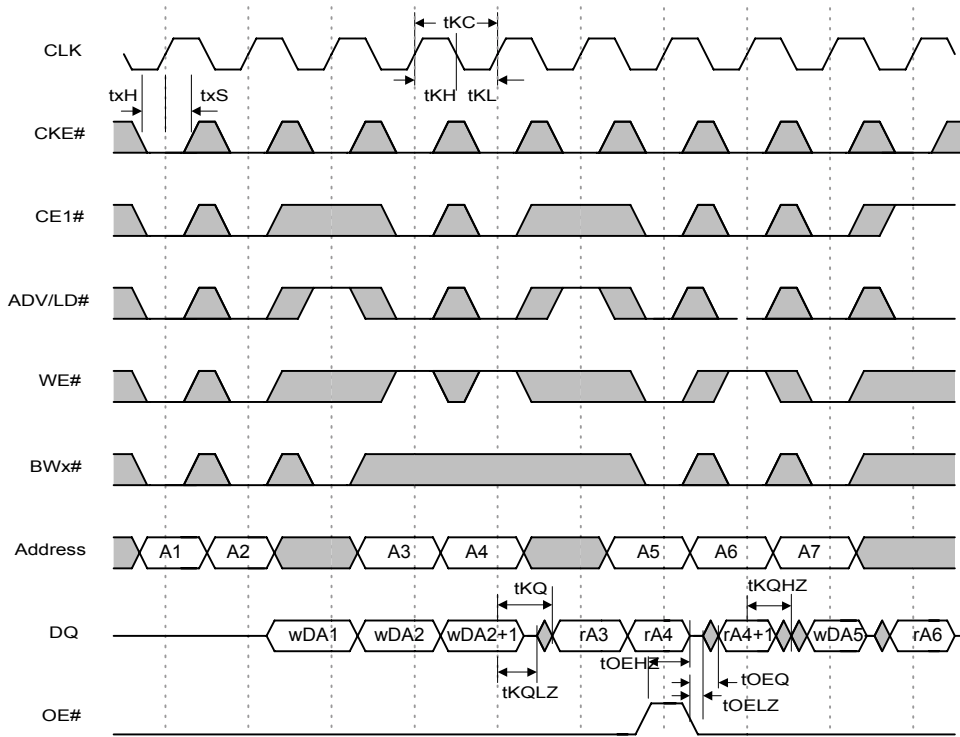 tKC
CLK
txH
txS
tKH
tKL
CKE#
CE1#
ADV/LD#
WE#
BWx#
Address
A1
A2
A3
A4
A5
A6
A7
tKQ
tKQHZ
DQ
wDA1
wDA2
wDA2+1
rA3
rA4
rA4+1
wDA5
rA6
tOEHZ
tKQLZ
tOEQ
tOELZ
OE#